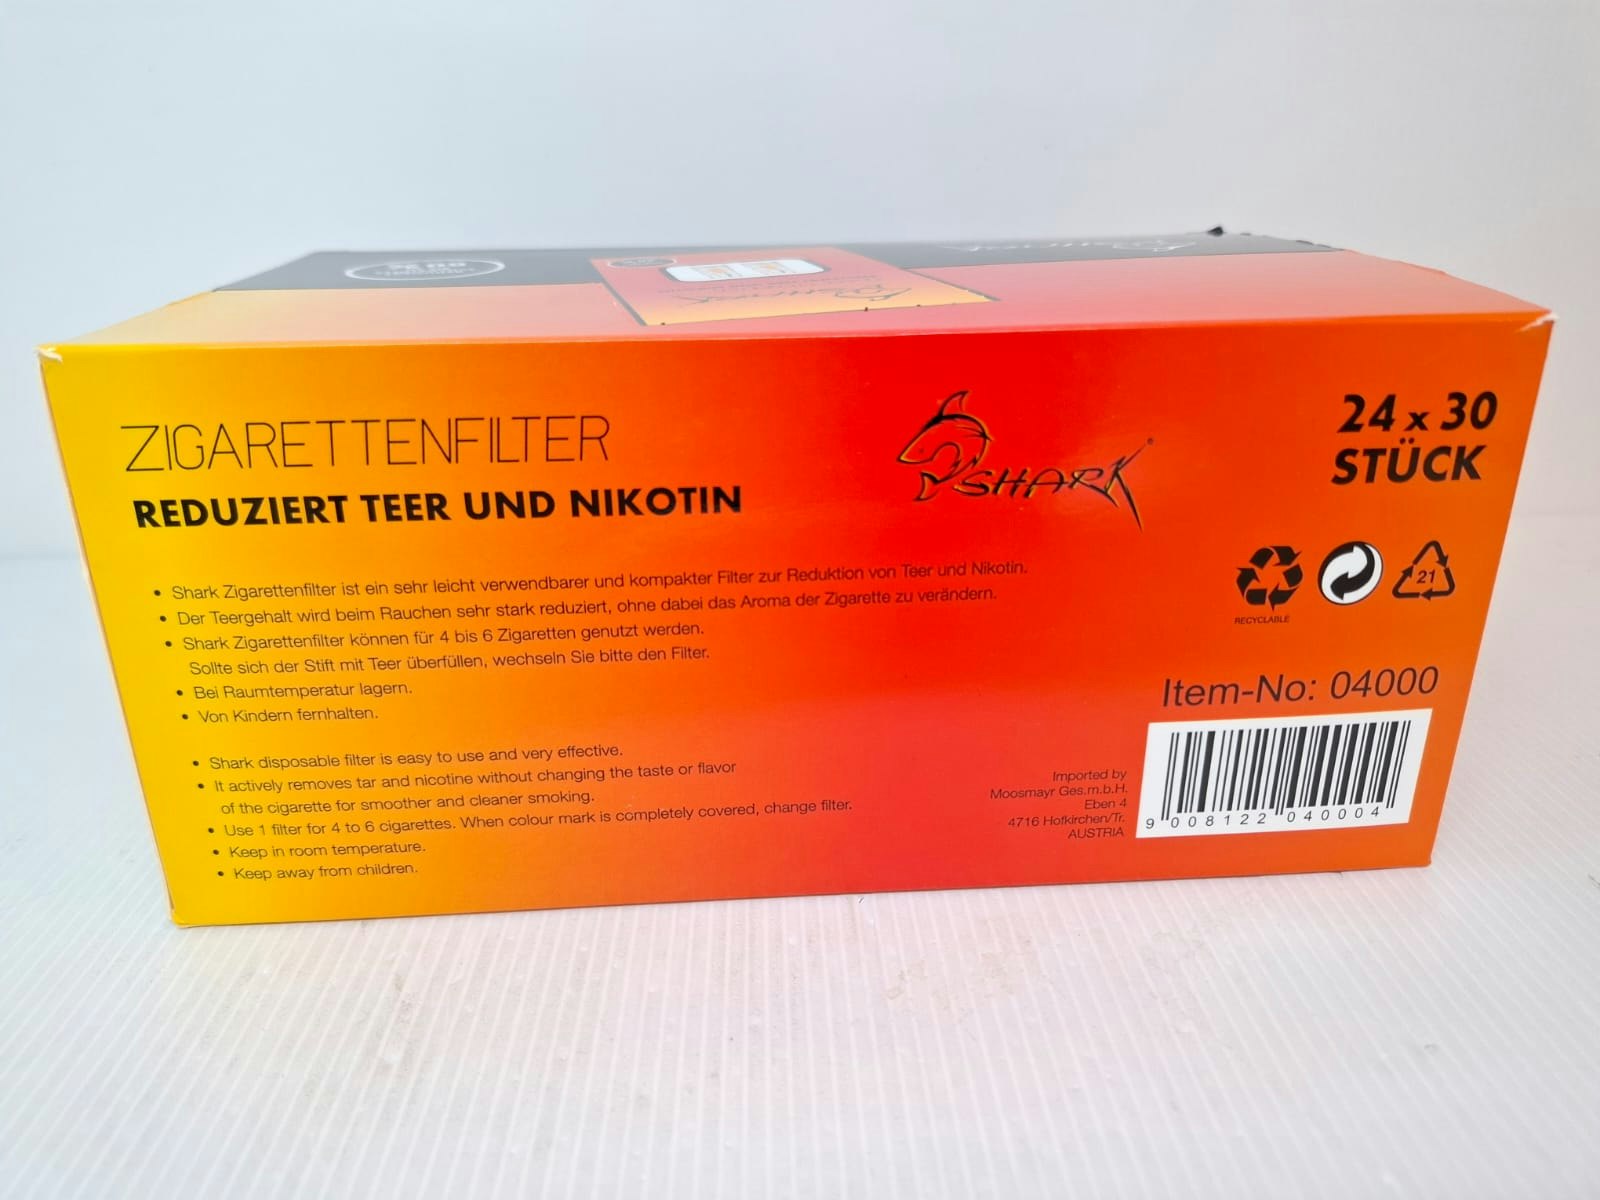 ZIGARETTENFILTER
REDUZIERT TEER UND NIKOTIN
SHARK®
24 x 30
STÜCK
• Shark Zigarettenfilter ist ein sehr leicht verwendbarer und kompakter Filter zur Reduktion von Teer und Nikotin.
• Der Teergehalt wird beim Rauchen sehr stark reduziert, ohne dabei das Aroma der Zigarette zu verändern.
• Shark Zigarettenfilter können für 4 bis 6 Zigaretten genutzt werden.
Sollte sich der Stift mit Teer überfüllen, wechseln Sie bitte den Filter.
• Bei Raumtemperatur lagern.
• Von Kindern fernhalten.
• Shark disposable filter is easy to use and very effective.
• It actively removes tar and nicotine without changing the taste or flavor
of the cigarette for smoother and cleaner smoking.
• Use 1 filter for 4 to 6 cigarettes. When colour mark is completely covered, change filter.
• Keep in room temperature.
• Keep away from children.
RECYCLABLE
21
Item-No: 04000
Imported by
Moosmayr Ges.m.b.H.
Eben 4
4716 Hofkirchen/Tr.
AUSTRIA
9 008122 040004